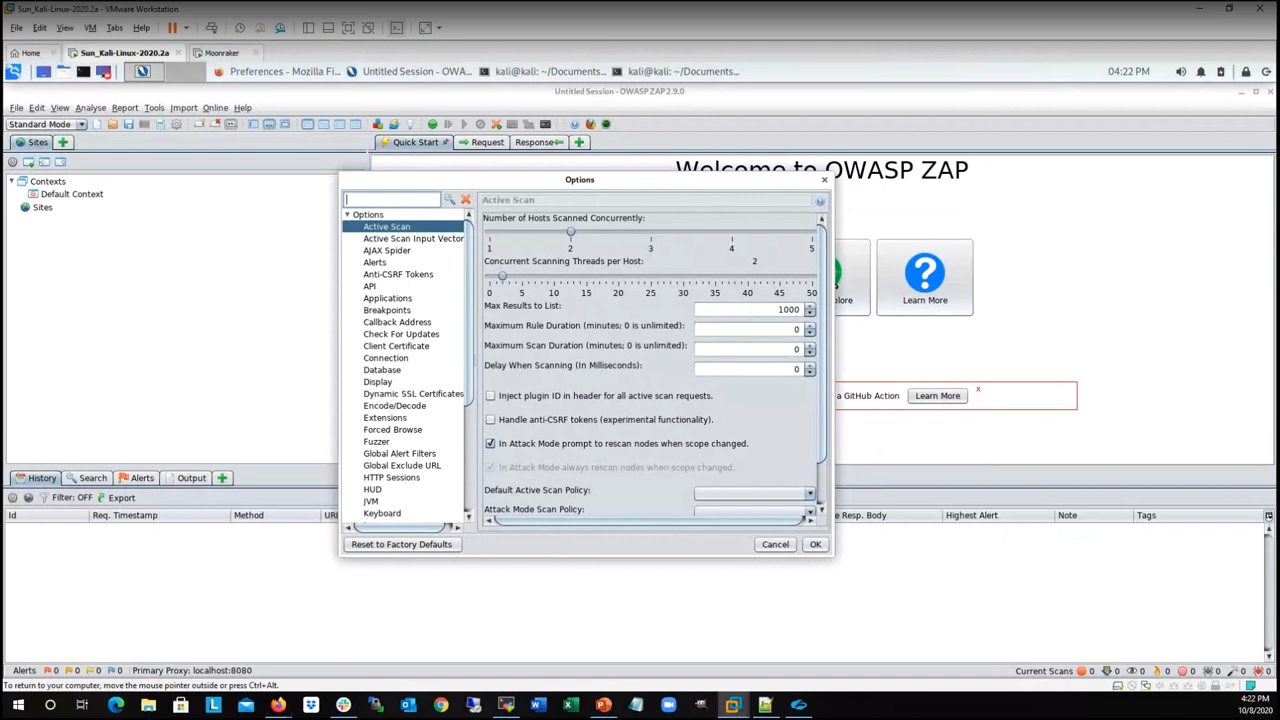 Sun_Kali-Linux-2020.2a - VMware Workstation
File Edit View VM Tabs Help
Home Sun_Kali-Linux-2020.2a Moonraker
Preferences - Mozilla Fi... Untitled Session - OWA... kali@kali: ~/Documents... kali@kali: ~/Documents... 04:22 PM
Untitled Session - OWASP ZAP 2.9.0
File Edit View Analyse Report Tools Import Online Help
Standard Mode
Sites Quick Start Request Response
Welcome to OWASP ZAP
Contexts
Default Context
Sites
Options
Active Scan
Options
Active Scan
Active Scan Input Vector
AJAX Spider
Alerts
Anti-CSRF Tokens
API
Applications
Breakpoints
Callback Address
Check For Updates
Client Certificate
Connection
Database
Display
Dynamic SSL Certificates
Encode/Decode
Extensions
Forced Browse
Fuzzer
Global Alert Filters
Global Exclude URL
HTTP Sessions
HUD
JVM
Keyboard
Number of Hosts Scanned Concurrently:
1 2 3 4 5
Concurrent Scanning Threads per Host: 2
0 5 10 15 20 25 30 35 40 45 50
Max Results to List: 1000
Maximum Rule Duration (minutes; 0 is unlimited): 0
Maximum Scan Duration (minutes; 0 is unlimited): 0
Delay When Scanning (In Milliseconds): 0
Inject plugin ID in header for all active scan requests.
Handle anti-CSRF tokens (experimental functionality).
In Attack Mode prompt to rescan nodes when scope changed.
In Attack Mode always rescan nodes when scope changed.
Default Active Scan Policy:
Attack Mode Scan Policy:
Reset to Factory Defaults Cancel OK
plore Learn More
a GitHub Action Learn More x
History Search Alerts Output
Filter: OFF Export
Id Req. Timestamp Method UR Resp. Body Highest Alert Note Tags
Alerts 0 0 0 0 Primary Proxy: localhost:8080 Current Scans 0 0 0 0 0 0 0 0
To return to your computer, move the mouse pointer outside or press Ctrl+Alt.
4:22 PM
10/8/2020